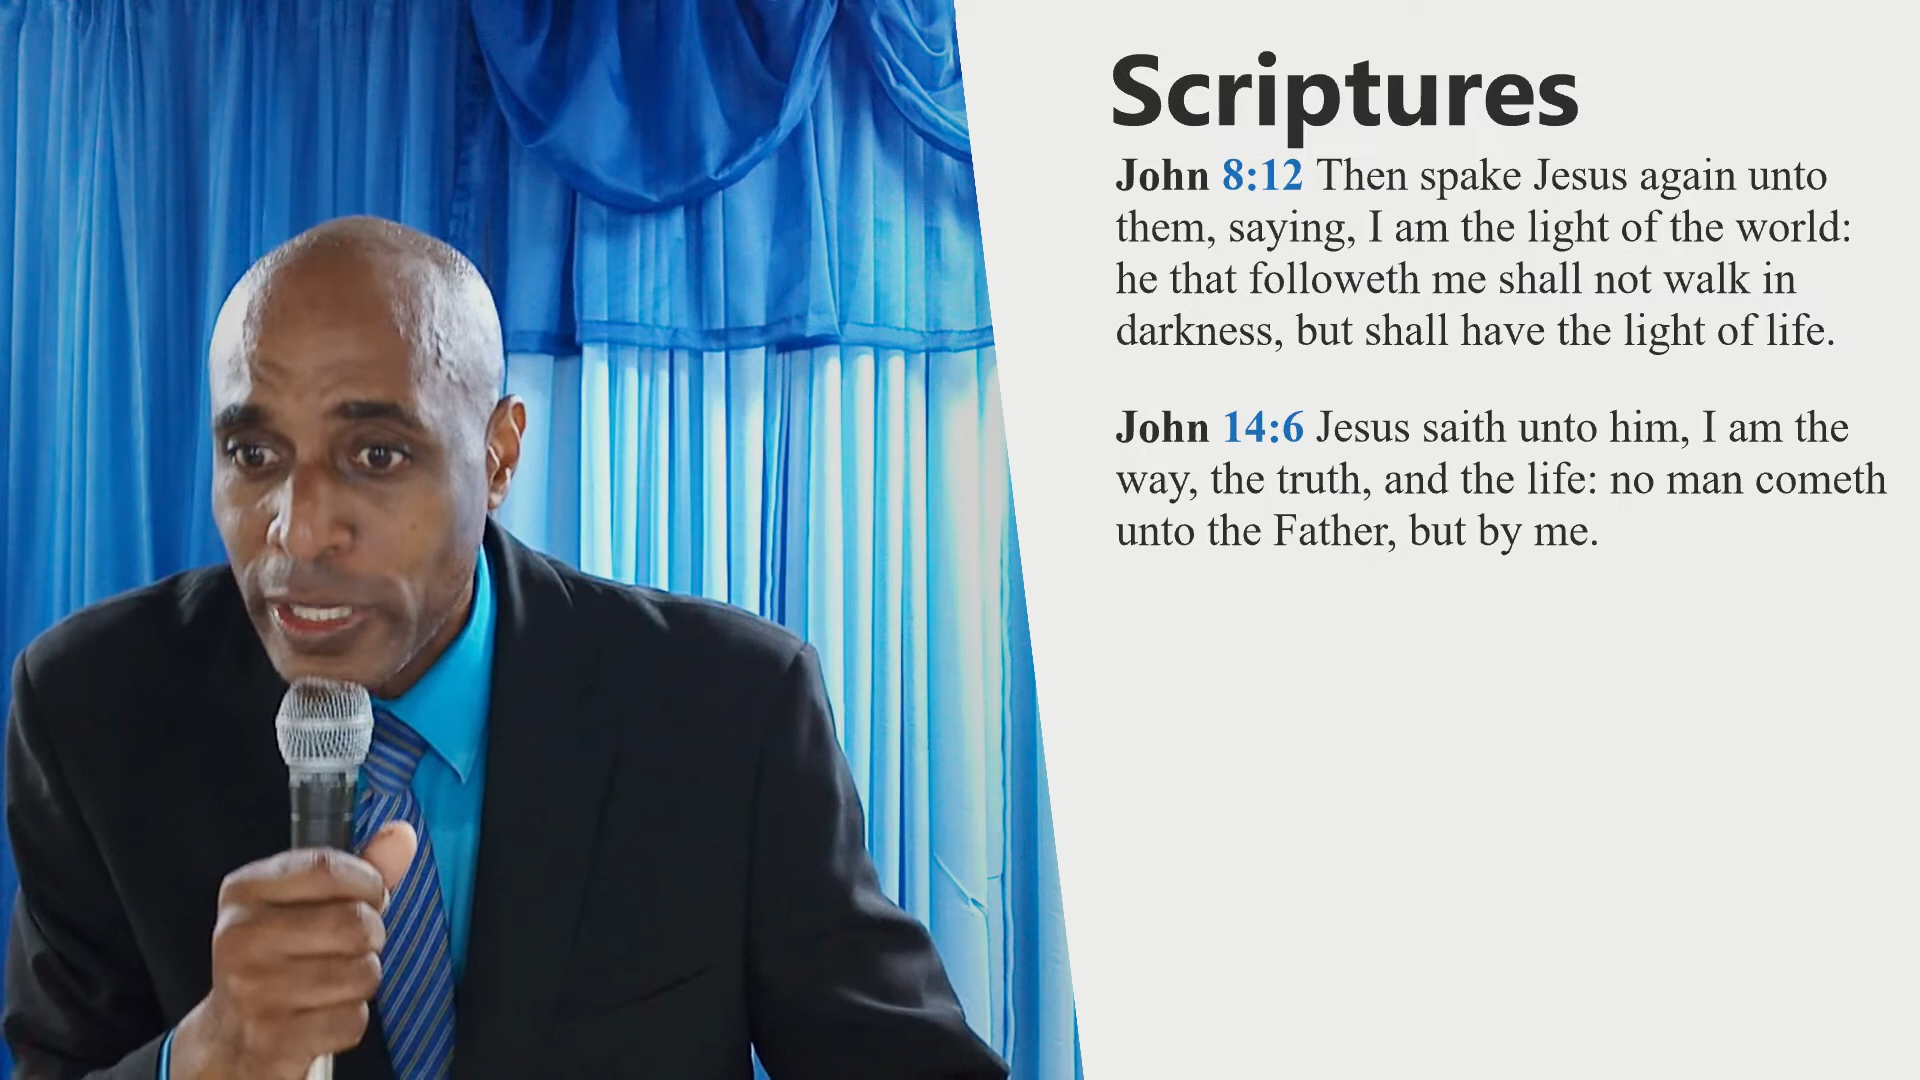 Scriptures
John 8:12 Then spake Jesus again unto
them, saying, I am the light of the world:
he that followeth me shall not walk in
darkness, but shall have the light of life.
John 14:6 Jesus saith unto him, I am the
way, the truth, and the life: no man cometh
unto the Father, but by me.